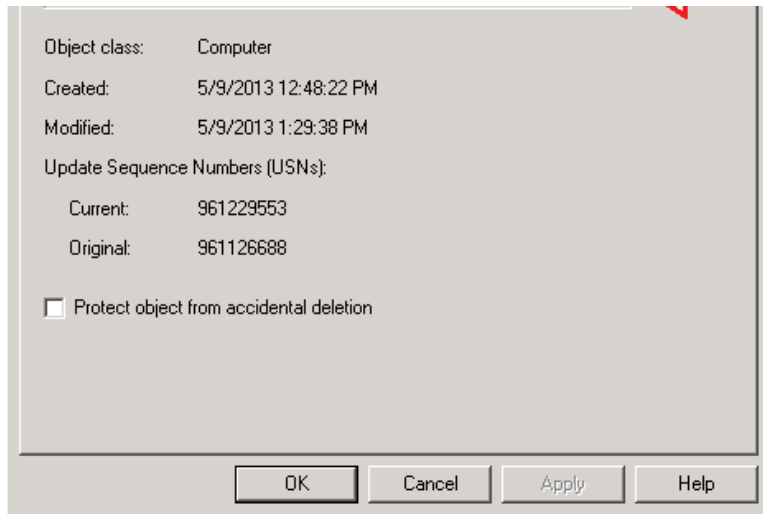 Object class: Computer
Created: 5/9/2013 12:48:22 PM
Modified: 5/9/2013 1:29:38 PM
Update Sequence Numbers (USNs):
Current: 961229553
Original: 961126688
Protect object from accidental deletion
OK Cancel Apply Help